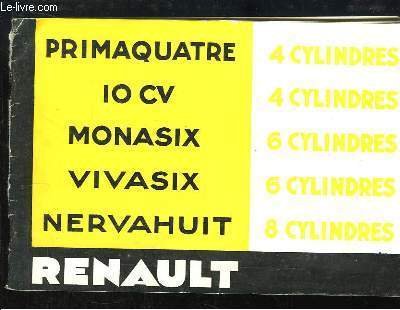 PRIMAQUATRE 4 CYLINDRES
10 CV 4 CYLINDRES
MONASIX 6 CYLINDRES
VIVASIX 6 CYLINDRES
NERVAHUIT 8 CYLINDRES
RENAULT
Le-livre.com